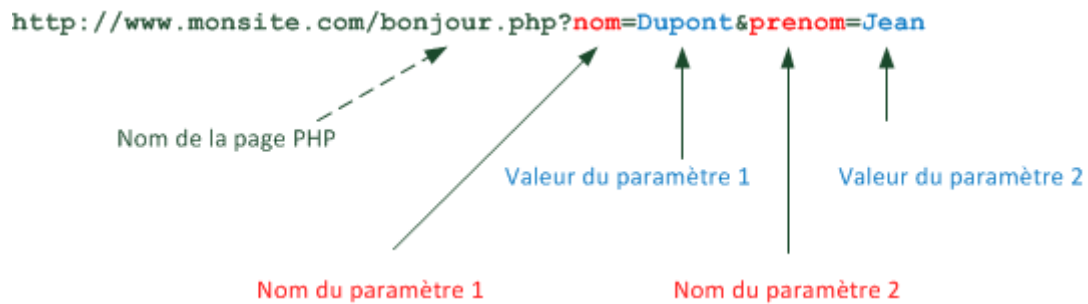 http://www.monsite.com/bonjour.php?nom=Dupont&prenom=Jean
Nom de la page PHP
Valeur du paramètre 1
Valeur du paramètre 2
Nom du paramètre 1
Nom du paramètre 2